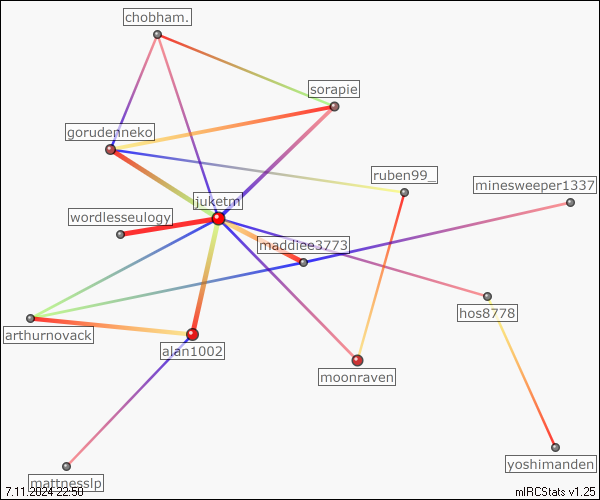 chobham.
sorapie
gorudenneko
ruben99_
minesweeper1337
juketm
wordlesseulogy
maddiee3773
hos8778
arthurnovack
alan1002
moonraven
yoshimanden
mattnesslp
7.11.2024 22:50
mIRCStats v1.25